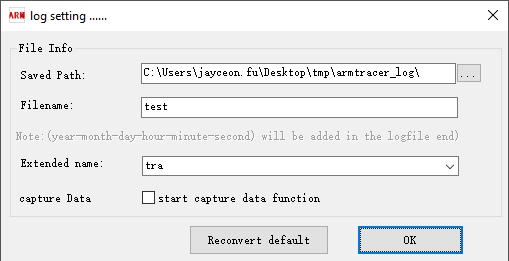 ARM log setting ......
File Info
Saved Path: C:\Users\jayceon.fu\Desktop\tmp\armtracer_log\ ...
Filename: test
Note:(year-month-day-hour-minute-second) will be added in the logfile end)
Extended name: tra
capture Data start capture data function
Reconvert default OK